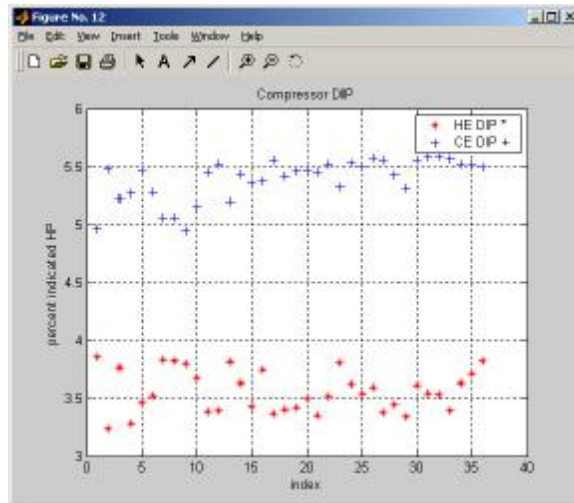 Figure No. 12
File Edit View Insert Tools Window Help
A
Compressor DIP
HE DIP *
CE DIP +
6
5.5
5
4.5
4
3.5
3
percent indicated HP
0 5 10 15 20 25 30 35 40
index